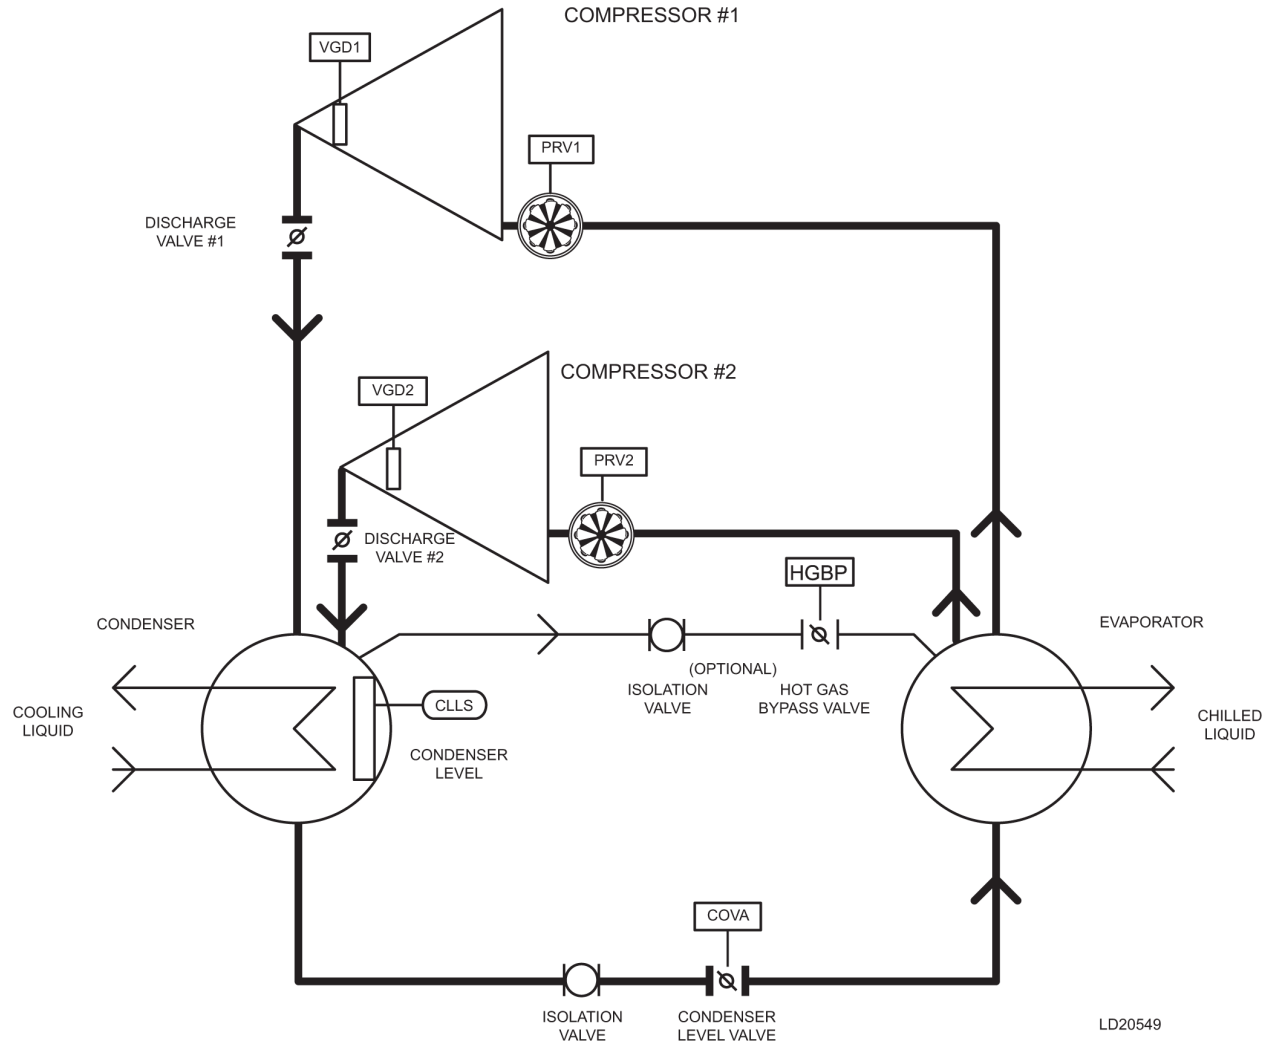 COMPRESSOR #1
VGD1
PRV1
DISCHARGE
VALVE #1
COMPRESSOR #2
VGD2
PRV2
DISCHARGE
VALVE #2
HGBP
CONDENSER
EVAPORATOR
(OPTIONAL)
ISOLATION
VALVE
HOT GAS
BYPASS VALVE
CLLS
COOLING
LIQUID
CHILLED
LIQUID
CONDENSER
LEVEL
COVA
ISOLATION
VALVE
CONDENSER
LEVEL VALVE
LD20549